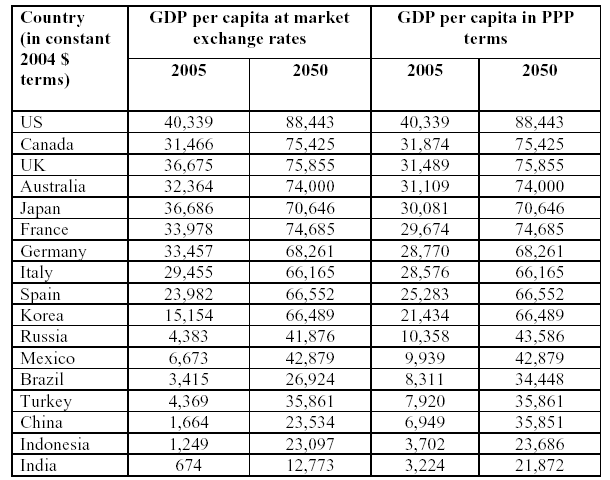 Country GDP per capita at market GDP per capita in PPP
(in constant exchange rates terms
2004 $ 2005 2050 2005 2050
terms)
US 40,339 88,443 40,339 88,443
Canada 31,466 75,425 31,874 75,425
UK 36,675 75,855 31,489 75,855
Australia 32,364 74,000 31,109 74,000
Japan 36,686 70,646 30,081 70,646
France 33,978 74,685 29,674 74,685
Germany 33,457 68,261 28,770 68,261
Italy 29,455 66,165 28,576 66,165
Spain 23,982 66,552 25,283 66,552
Korea 15,154 66,489 21,434 66,489
Russia 4,383 41,876 10,358 43,586
Mexico 6,673 42,879 9,939 42,879
Brazil 3,415 26,924 8,311 34,448
Turkey 4,369 35,861 7,920 35,861
China 1,664 23,534 6,949 35,851
Indonesia 1,249 23,097 3,702 23,686
India 674 12,773 3,224 21,872